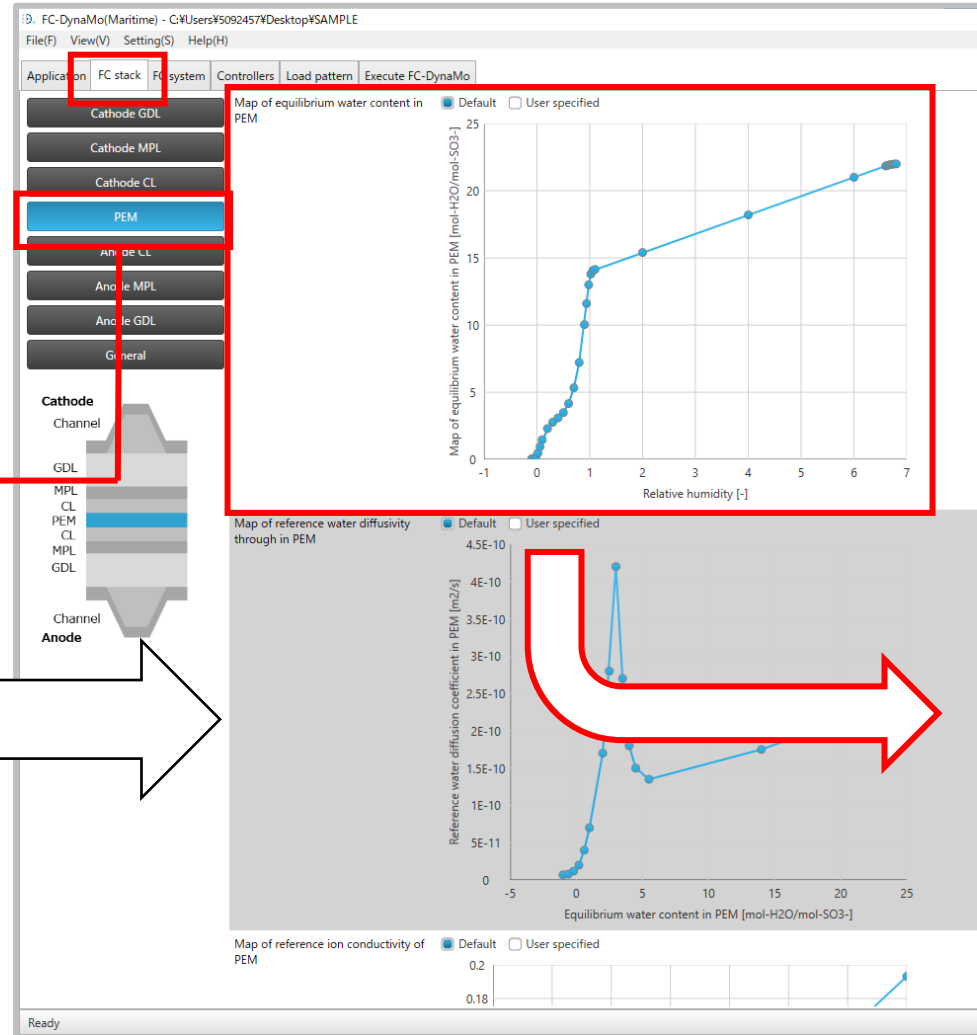 FC-DynaMo(Maritime) - C:¥Users¥5092457¥Desktop¥SAMPLE
File(F) View(V) Setting(S) Help(H)
Application FC stack FC system Controllers Load pattern Execute FC-DynaMo
Cathode GDL
Cathode MPL
Cathode CL
PEM
Anode CL
Anode MPL
Anode GDL
General
Cathode
Channel
GDL
MPL
CL
PEM
CL
MPL
GDL
Channel
Anode
Map of equilibrium water content in
PEM
Default User specified
Map of equilibrium water content in PEM [mol-H2O/mol-SO3-]
25
20
15
10
5
0
-1 0 1 2 3 4 5 6 7
Relative humidity [-]
Map of reference water diffusivity
through in PEM
Default User specified
Reference water diffusion coefficient in PEM [m2/s]
4.5E-10
4E-10
3.5E-10
3E-10
2.5E-10
2E-10
1.5E-10
1E-10
5E-11
0
-5 0 5 10 15 20 25
Equilibrium water content in PEM [mol-H2O/mol-SO3-]
Map of reference ion conductivity of
PEM
Default User specified
0.2
0.18
Ready